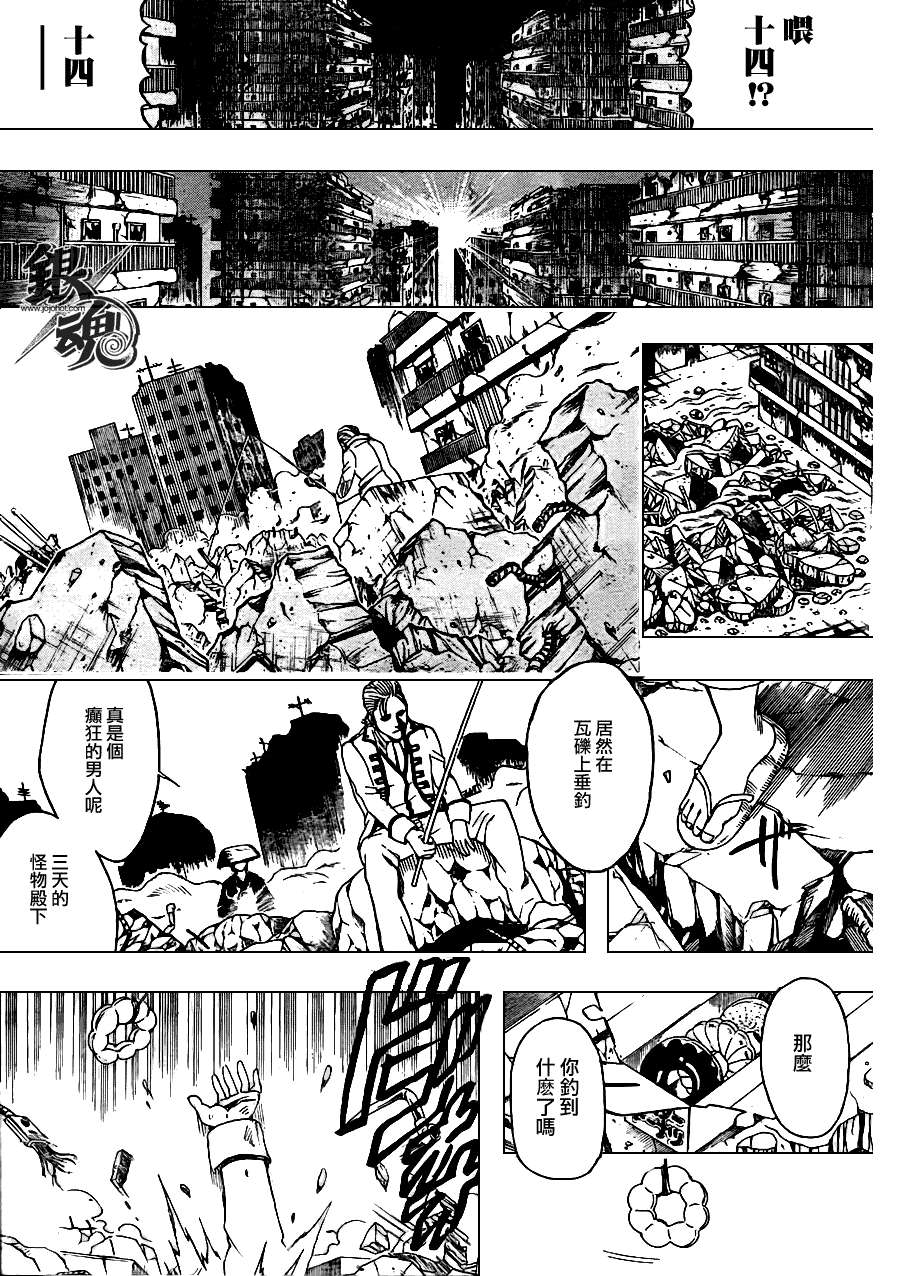 喂
十四!?
十四──
銀魂
www.jojohot.com
居然在
瓦礫上垂釣
真是個
癲狂的男人呢
三天的
怪物殿下
那麼
你釣到
什麼了嗎